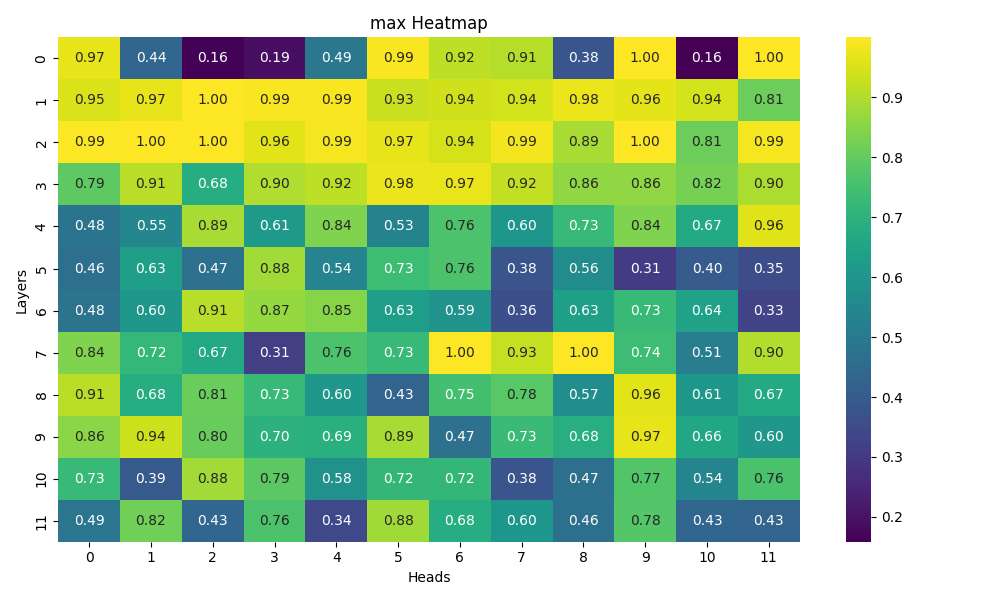 max Heatmap
0 0.97 0.44 0.16 0.19 0.49 0.99 0.92 0.91 0.38 1.00 0.16 1.00
1 0.95 0.97 1.00 0.99 0.99 0.93 0.94 0.94 0.98 0.96 0.94 0.81
2 0.99 1.00 1.00 0.96 0.99 0.97 0.94 0.99 0.89 1.00 0.81 0.99
3 0.79 0.91 0.68 0.90 0.92 0.98 0.97 0.92 0.86 0.86 0.82 0.90
4 0.48 0.55 0.89 0.61 0.84 0.53 0.76 0.60 0.73 0.84 0.67 0.96
5 0.46 0.63 0.47 0.88 0.54 0.73 0.76 0.38 0.56 0.31 0.40 0.35
6 0.48 0.60 0.91 0.87 0.85 0.63 0.59 0.36 0.63 0.73 0.64 0.33
7 0.84 0.72 0.67 0.31 0.76 0.73 1.00 0.93 1.00 0.74 0.51 0.90
8 0.91 0.68 0.81 0.73 0.60 0.43 0.75 0.78 0.57 0.96 0.61 0.67
9 0.86 0.94 0.80 0.70 0.69 0.89 0.47 0.73 0.68 0.97 0.66 0.60
10 0.73 0.39 0.88 0.79 0.58 0.72 0.72 0.38 0.47 0.77 0.54 0.76
11 0.49 0.82 0.43 0.76 0.34 0.88 0.68 0.60 0.46 0.78 0.43 0.43
0 1 2 3 4 5 6 7 8 9 10 11
Heads
Layers
0.9
0.8
0.7
0.6
0.5
0.4
0.3
0.2